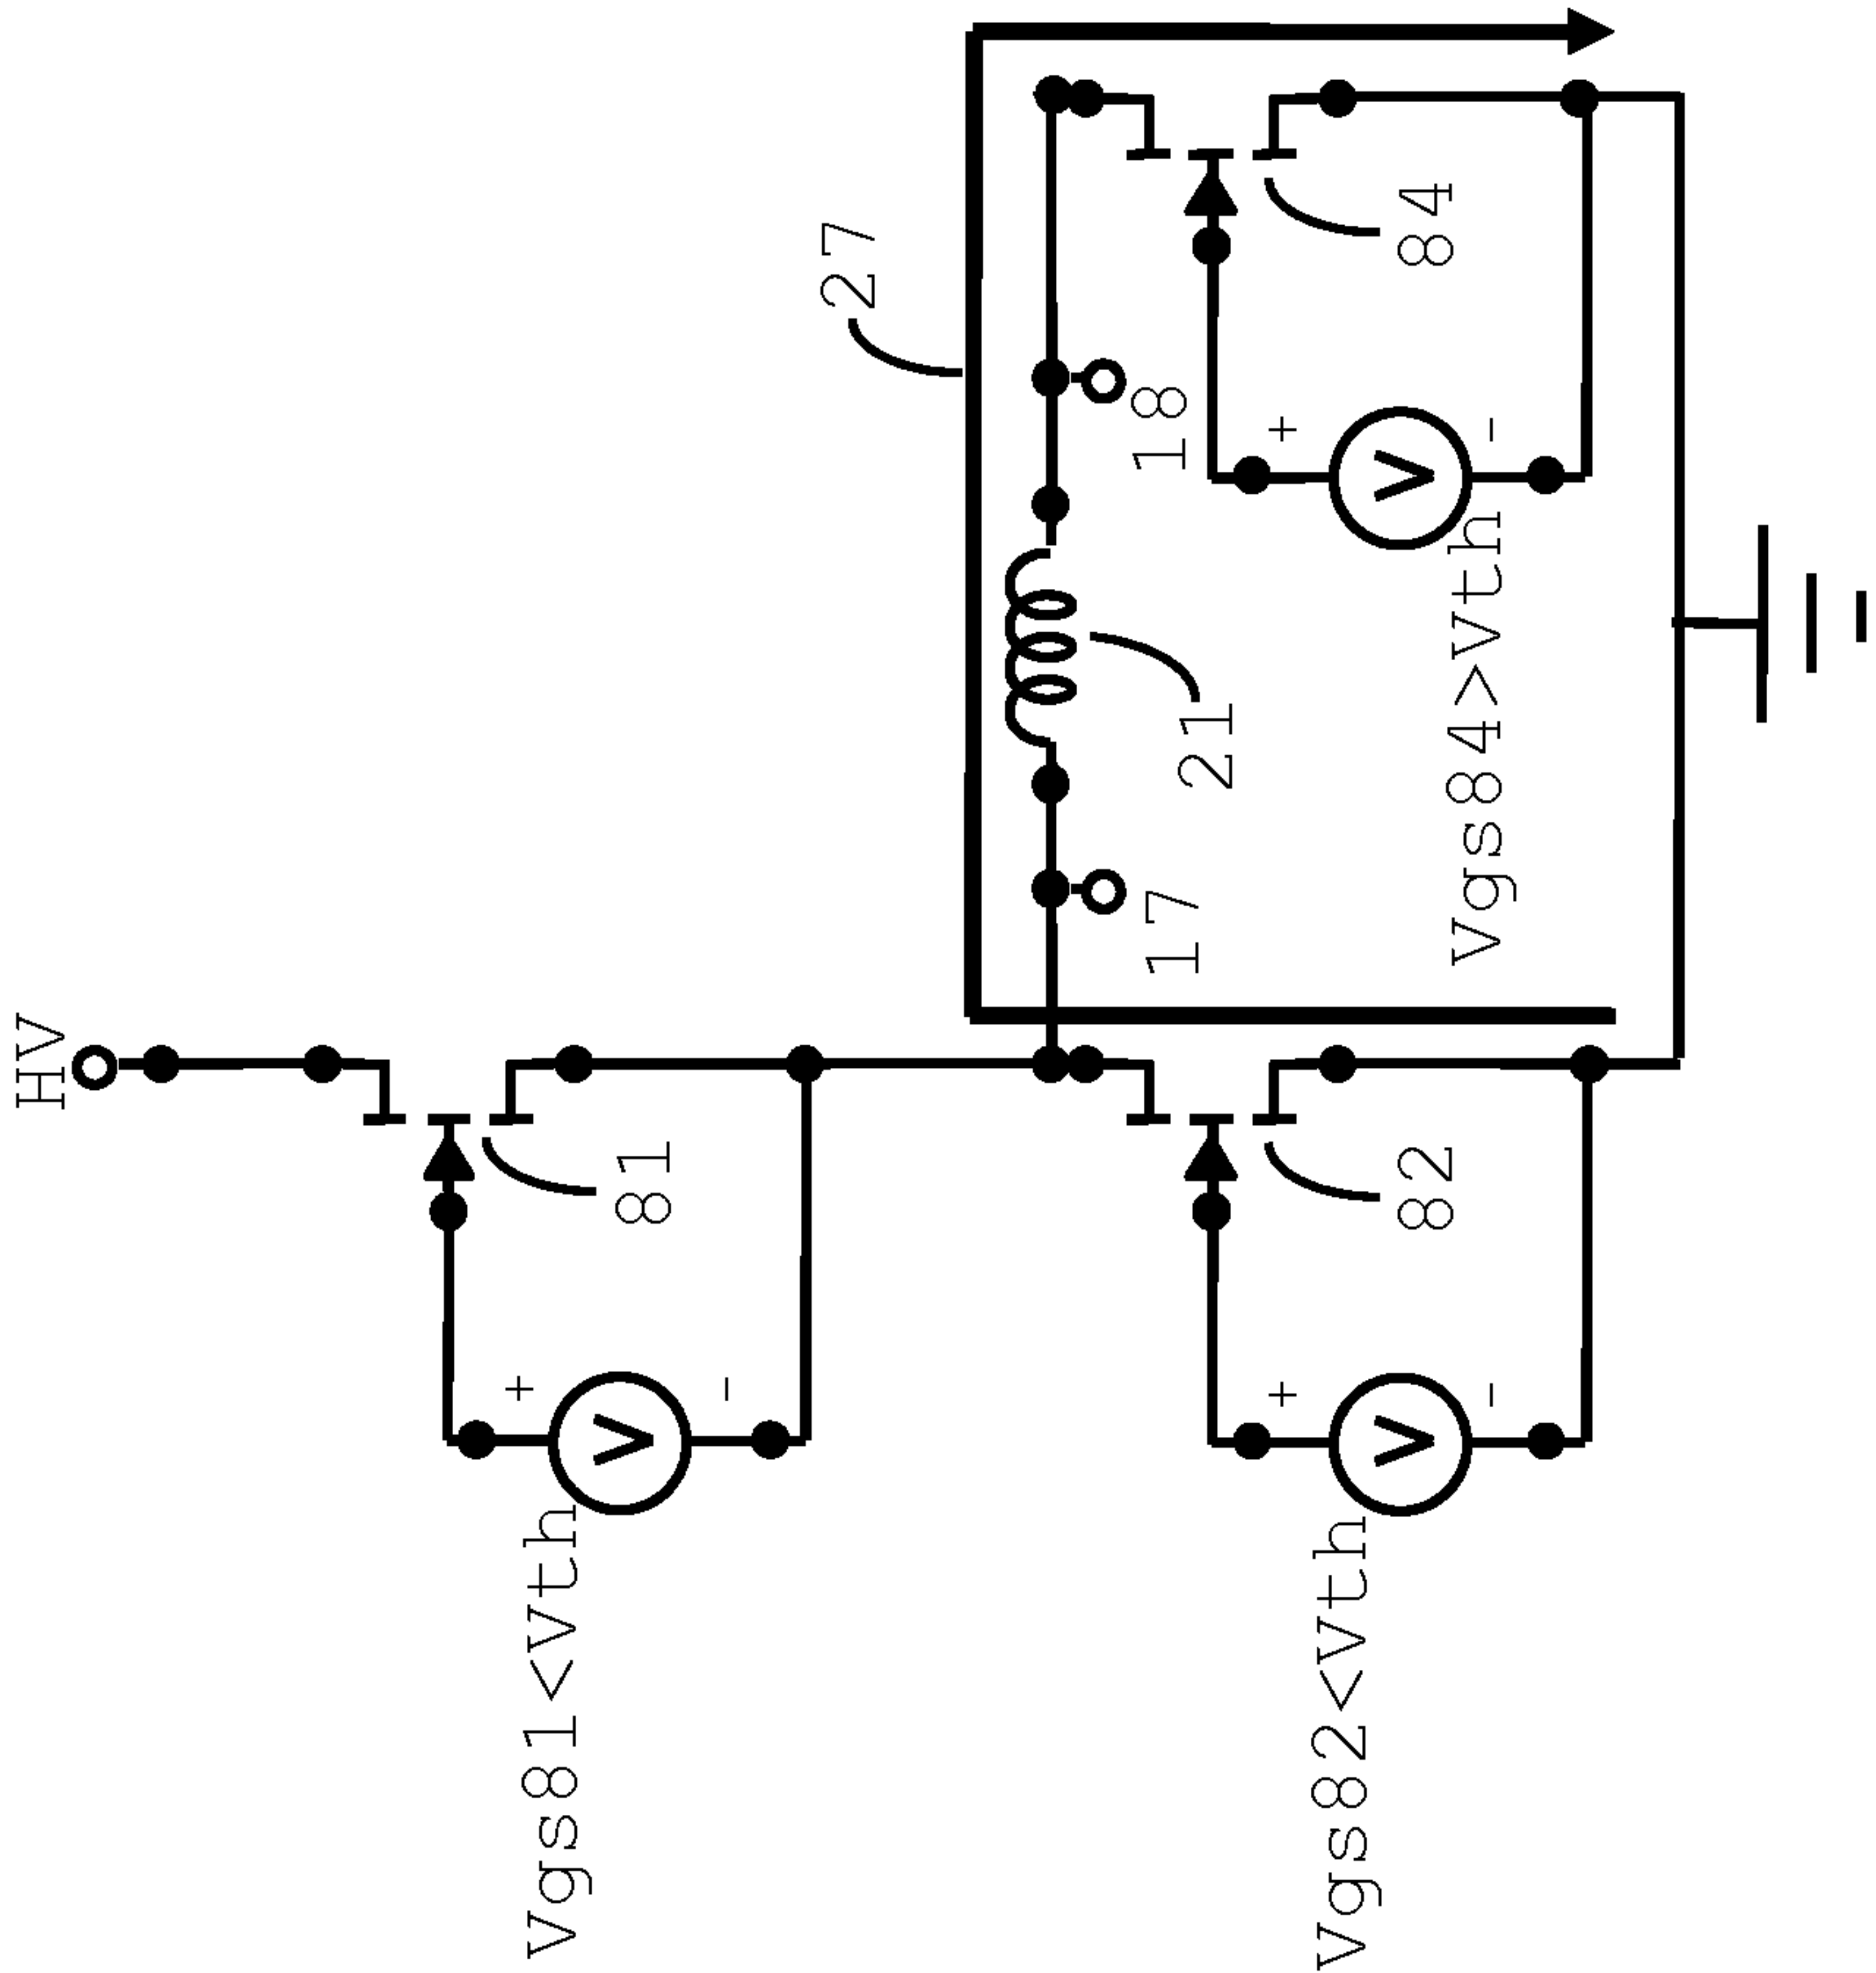 HV
27
81
18
84
17
21
82
Vgs81<Vth
Vgs84>Vth
Vgs82<Vth
+
-
V
+
-
V
+
-
V